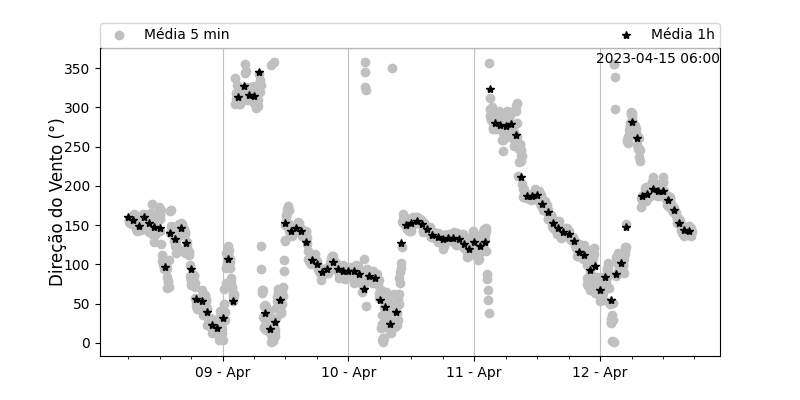 Média 5 min
Média 1h
2023-04-15 06:00
Direção do Vento (°)
350
300
250
200
150
100
50
0
09 - Apr
10 - Apr
11 - Apr
12 - Apr